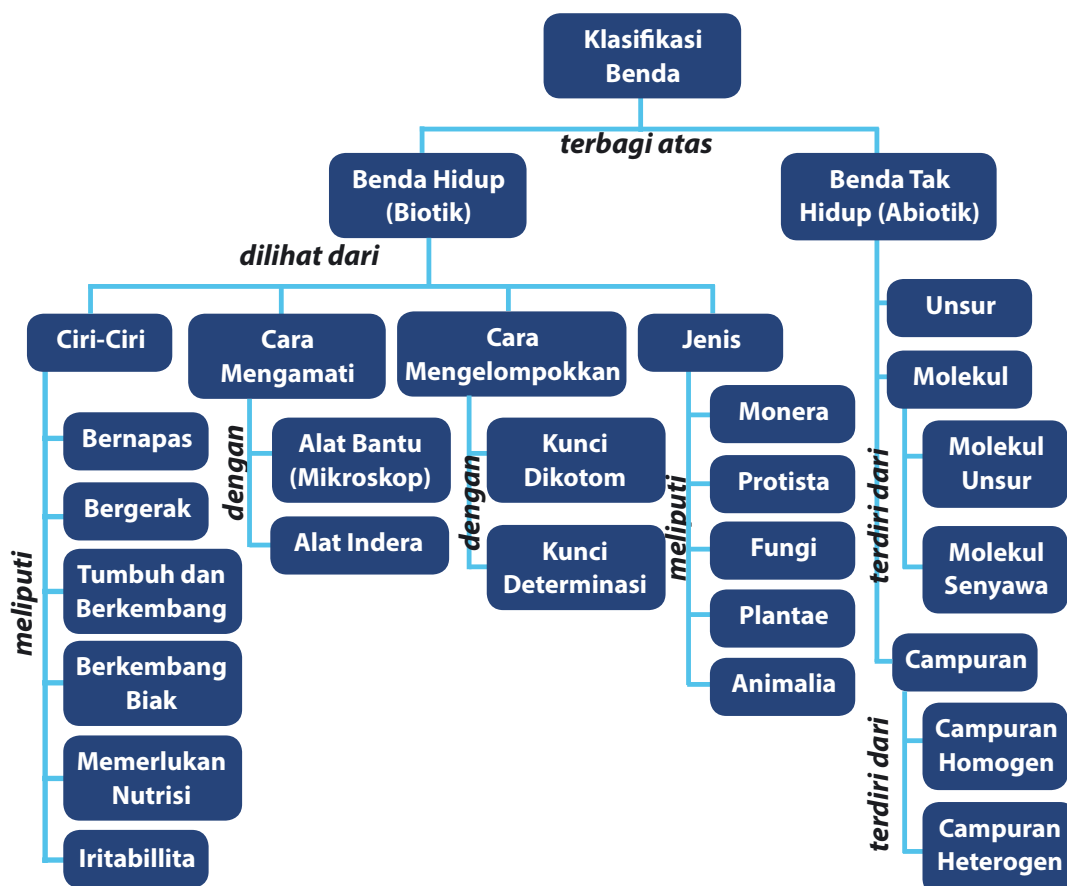 Klasifikasi
Benda
terbagi atas
Benda Hidup
(Biotik)
Benda Tak
Hidup (Abiotik)
dilihat dari
Ciri-Ciri
Cara
Mengamati
Cara
Mengelompokkan
Jenis
meliputi
Bernapas
Bergerak
Tumbuh dan
Berkembang
Berkembang
Biak
Memerlukan
Nutrisi
Iritabillita
dengan
Alat Bantu
(Mikroskop)
Alat Indera
dengan
Kunci
Dikotom
Kunci
Determinasi
meliputi
Monera
Protista
Fungi
Plantae
Animalia
terdiri dari
Unsur
Molekul
Molekul
Unsur
Molekul
Senyawa
Campuran
terdiri dari
Campuran
Homogen
Campuran
Heterogen